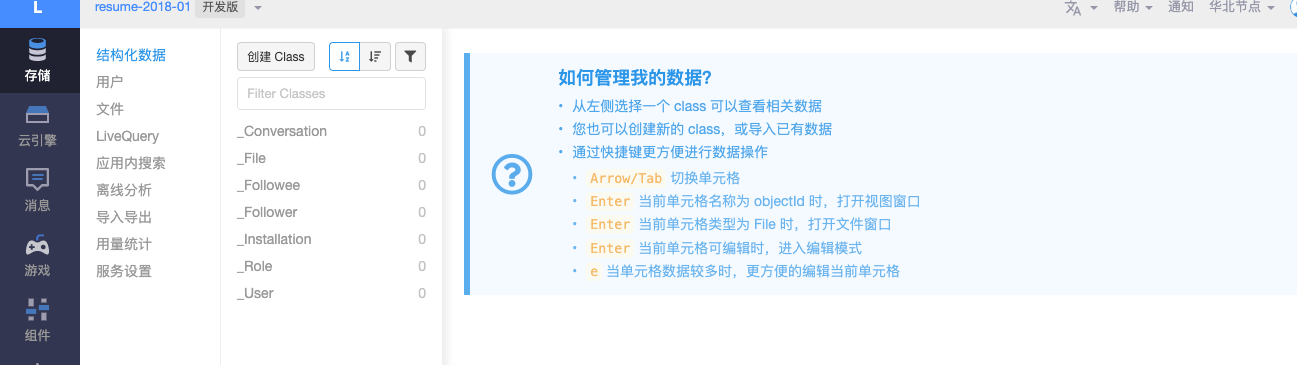 L
resume-2018-01 开发版
帮助 通知 华北节点
存储
云引擎
消息
游戏
组件
结构化数据
用户
文件
LiveQuery
应用内搜索
离线分析
导入导出
用量统计
服务设置
创建 Class
Filter Classes
_Conversation 0
_File 0
_Followee 0
_Follower 0
_Installation 0
_Role 0
_User 0
如何管理我的数据?
• 从左侧选择一个 class 可以查看相关数据
• 您也可以创建新的 class，或导入已有数据
• 通过快捷键更方便进行数据操作
• Arrow/Tab 切换单元格
• Enter 当前单元格名称为 objectId 时，打开视图窗口
• Enter 当前单元格类型为 File 时，打开文件窗口
• Enter 当前单元格可编辑时，进入编辑模式
• e 当单元格数据较多时，更方便的编辑当前单元格